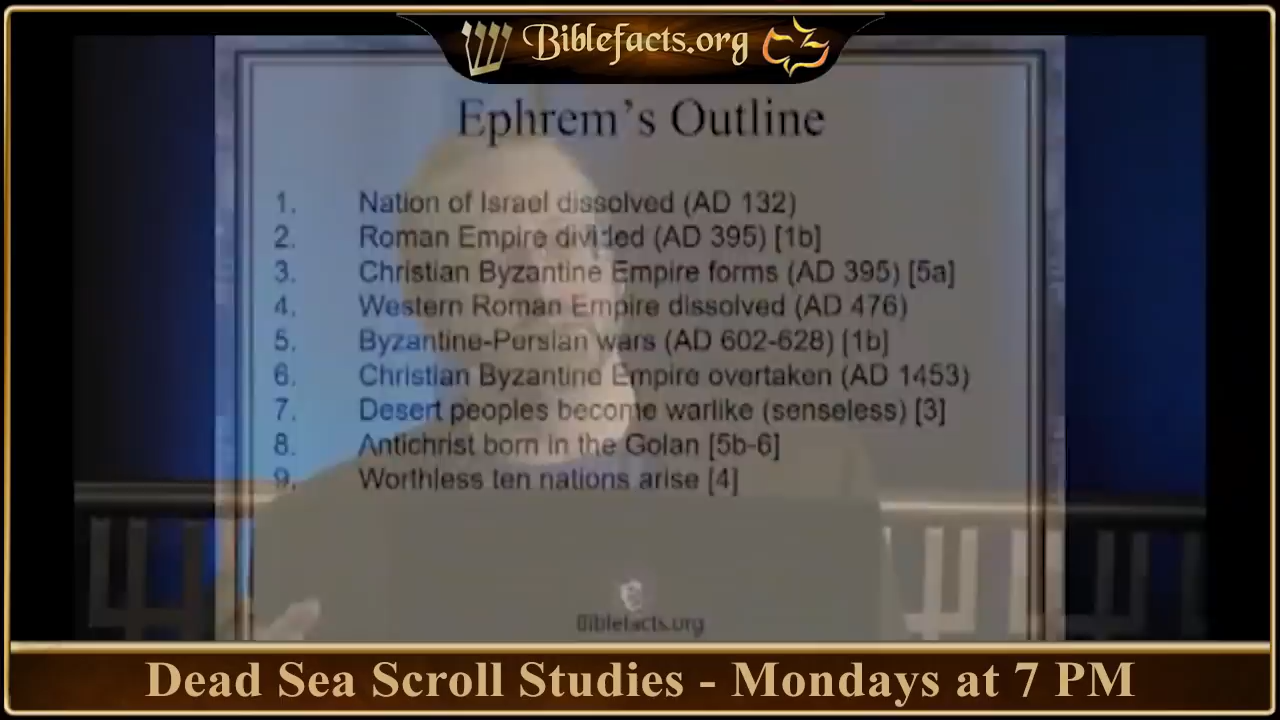 Biblefacts.org
Ephrem's Outline
1. Nation of Israel dissolved (AD 132)
2. Roman Empire divided (AD 395) [1b]
3. Christian Byzantine Empire forms (AD 395) [5a]
4. Western Roman Empire dissolved (AD 476)
5. Byzantine-Persian wars (AD 602-628) [1b]
6. Christian Byzantine Empire overtaken (AD 1453)
7. Desert peoples become warlike (senseless) [3]
8. Antichrist born in the Golan [5b-6]
9. Worthless ten nations arise [4]
Biblefacts.org
Dead Sea Scroll Studies - Mondays at 7 PM